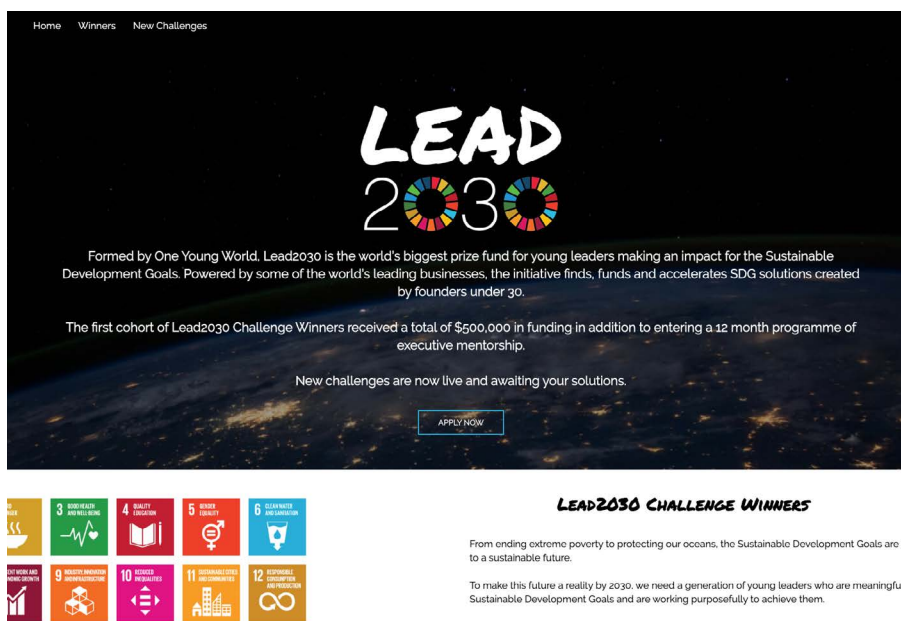 Home Winners New Challenges
LEAD
2030
Formed by One Young World, Lead2030 is the world's biggest prize fund for young leaders making an impact for the Sustainable
Development Goals. Powered by some of the world's leading businesses, the initiative finds, funds and accelerates SDG solutions created
by founders under 30.
The first cohort of Lead2030 Challenge Winners received a total of $500,000 in funding in addition to entering a 12 month programme of
executive mentorship.
New challenges are now live and awaiting your solutions.
APPLY NOW
3 GOOD HEALTH
AND WELL-BEING
4 QUALITY
EDUCATION
5 GENDER
EQUALITY
6 CLEAN WATER
AND SANITATION
ENT WORK AND
NOMIC GROWTH
9 INDUSTRY, INNOVATION
AND INFRASTRUCTURE
10 REDUCED
INEQUALITIES
11 SUSTAINABLE CITIES
AND COMMUNITIES
12 RESPONSIBLE
CONSUMPTION
AND PRODUCTION
LEAD2030 CHALLENGE WINNERS
From ending extreme poverty to protecting our oceans, the Sustainable Development Goals are
to a sustainable future.
To make this future a reality by 2030, we need a generation of young leaders who are meaningfu
Sustainable Development Goals and are working purposefully to achieve them.